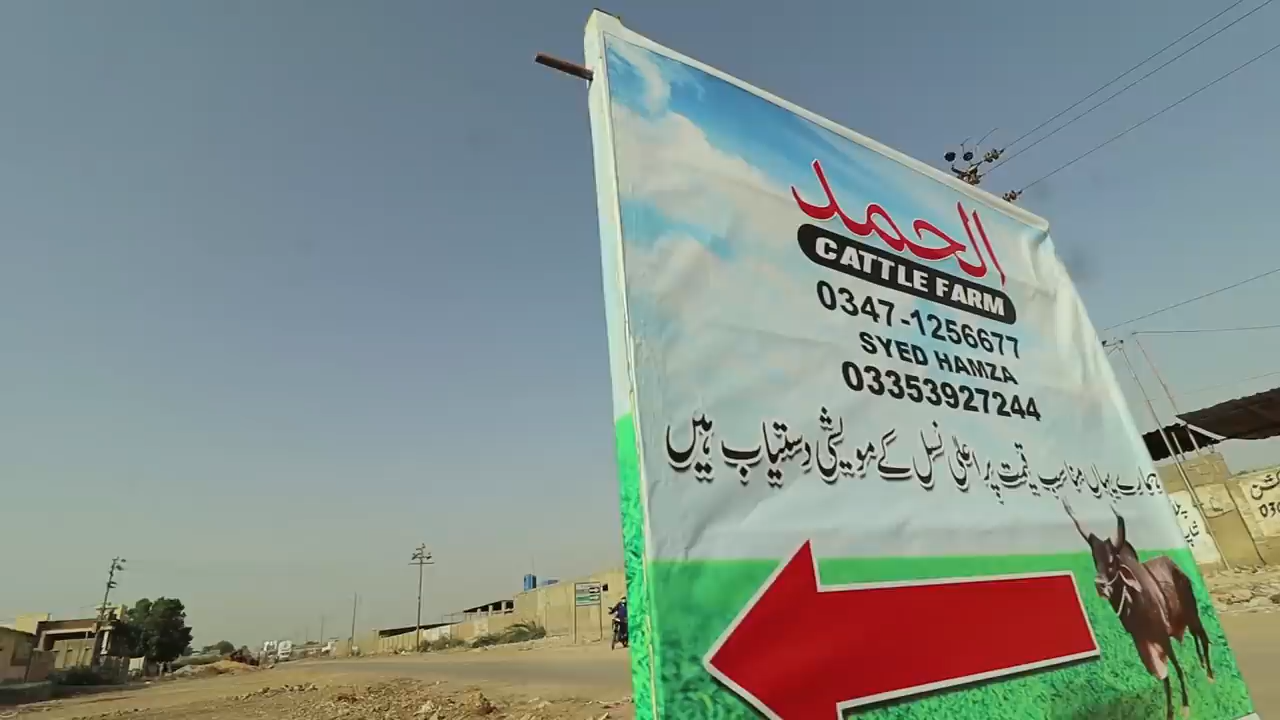 الحمد
CATTLE FARM
0347-1256677
SYED HAMZA
03353927244
ہمارے یہاں مناسب قیمت پر اعلیٰ نسل کے مویشی دستیاب ہیں